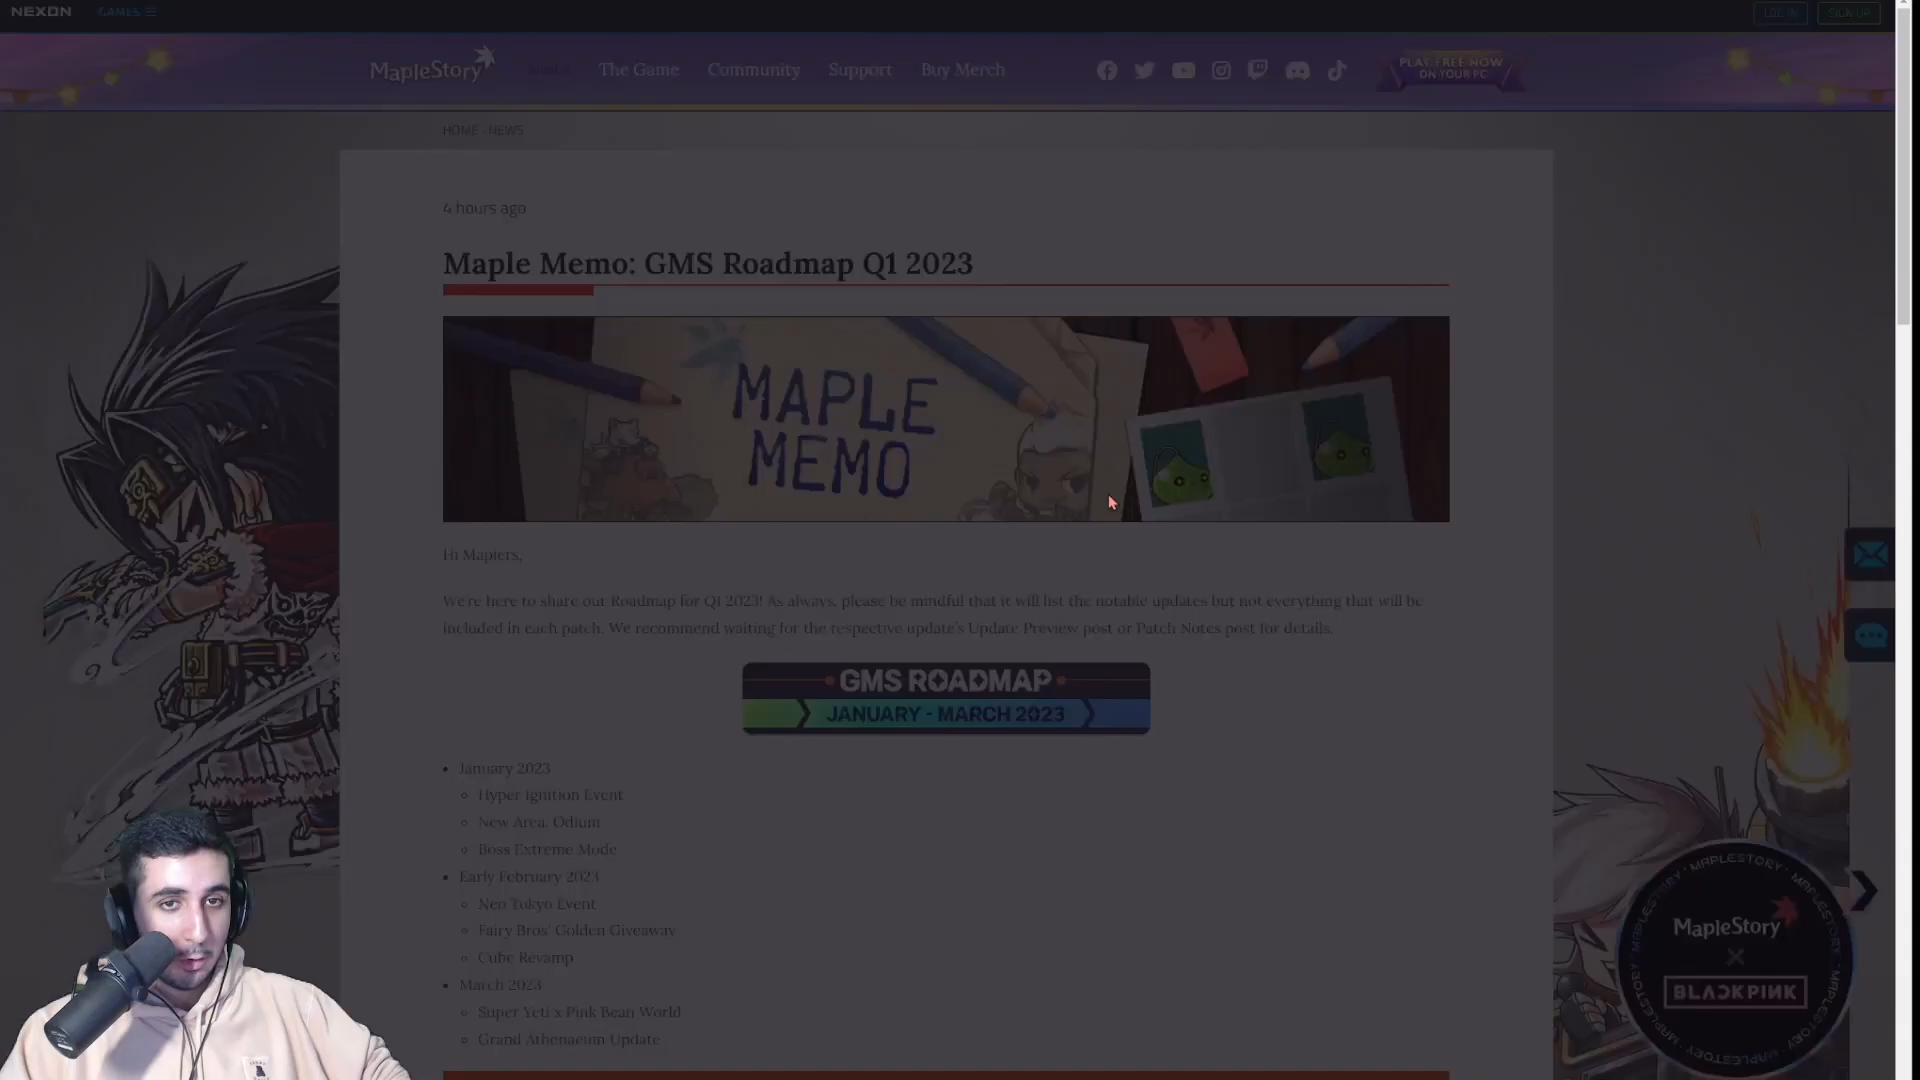 NEXON GAMES LOG IN SIGN UP
MapleStory The Game Community Support Buy Merch
PLAY FREE NOW
ON YOUR PC
HOME · NEWS
4 hours ago
Maple Memo: GMS Roadmap Q1 2023
MAPLE
MEMO
Hi Maplers,
We're here to share our Roadmap for Q1 2023! As always, please be mindful that it will list the notable updates but not everything that will be
included in each patch. We recommend waiting for the respective update's Update Preview post or Patch Notes post for details.
GMS ROADMAP
JANUARY - MARCH 2023
January 2023
Hyper Ignition Event
New Area: Odium
Boss Extreme Mode
Early February 2023
Neo Tokyo Event
Fairy Bros' Golden Giveaway
Cube Revamp
March 2023
Super Yeti x Pink Bean World
Grand Athenaeum Update
MapleStory
X
BLACKPINK